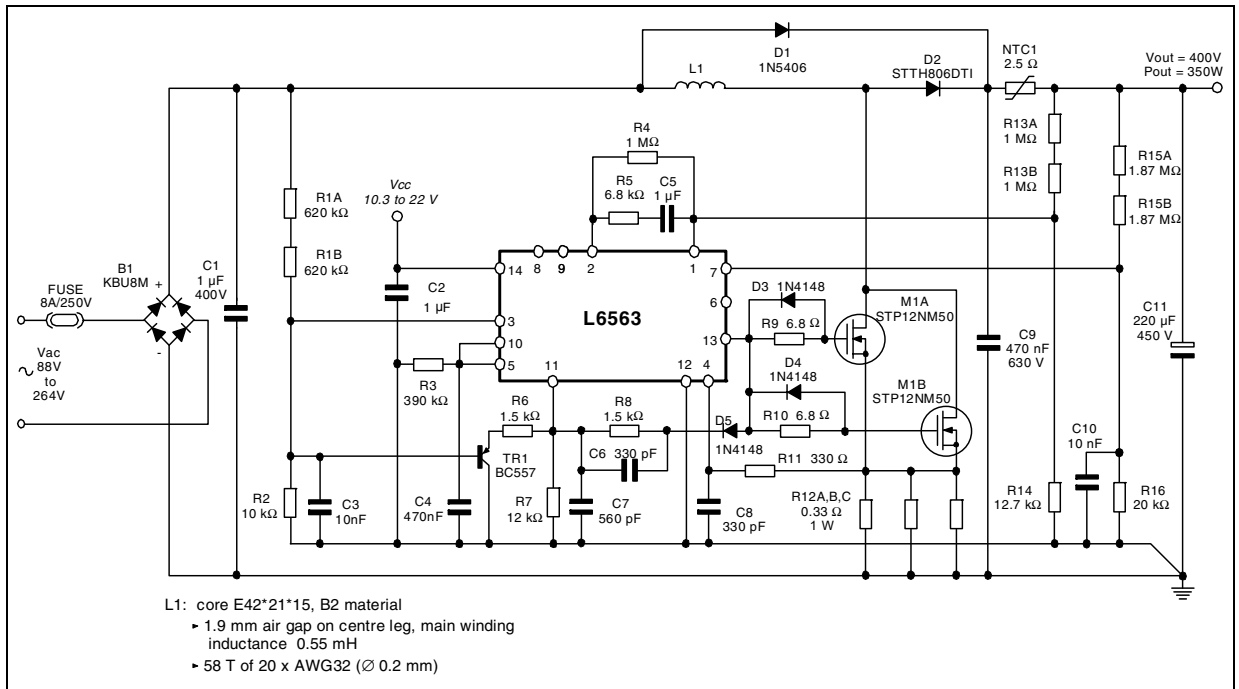 D1
1N5406
L1
D2
STTH806DTI
NTC1
2.5 Ω
Vout = 400V
Pout = 350W
R4
1 MΩ
R5
6.8 kΩ
C5
1 µF
R13A
1 MΩ
R13B
1 MΩ
R15A
1.87 MΩ
R15B
1.87 MΩ
Vcc
10.3 to 22 V
R1A
620 kΩ
R1B
620 kΩ
B1
KBU8M
+
-
C1
1 µF
400V
FUSE
8A/250V
Vac
88V
to
264V
C2
1 µF
14
8
9
2
1
7
3
10
5
6
13
11
12
4
L6563
D3 1N4148
R9 6.8 Ω
M1A
STP12NM50
D4
1N4148
R10 6.8 Ω
M1B
STP12NM50
C9
470 nF
630 V
C11
220 µF
450 V
R3
390 kΩ
R6
1.5 kΩ
R8
1.5 kΩ
D5
1N4148
C6 330 pF
TR1
BC557
R11 330 Ω
R2
10 kΩ
C3
10nF
C4
470nF
R7
12 kΩ
C7
560 pF
C8
330 pF
R12A,B,C
0.33 Ω
1 W
R14
12.7 kΩ
C10
10 nF
R16
20 kΩ
L1: core E42*21*15, B2 material
► 1.9 mm air gap on centre leg, main winding
inductance 0.55 mH
► 58 T of 20 x AWG32 (∅ 0.2 mm)